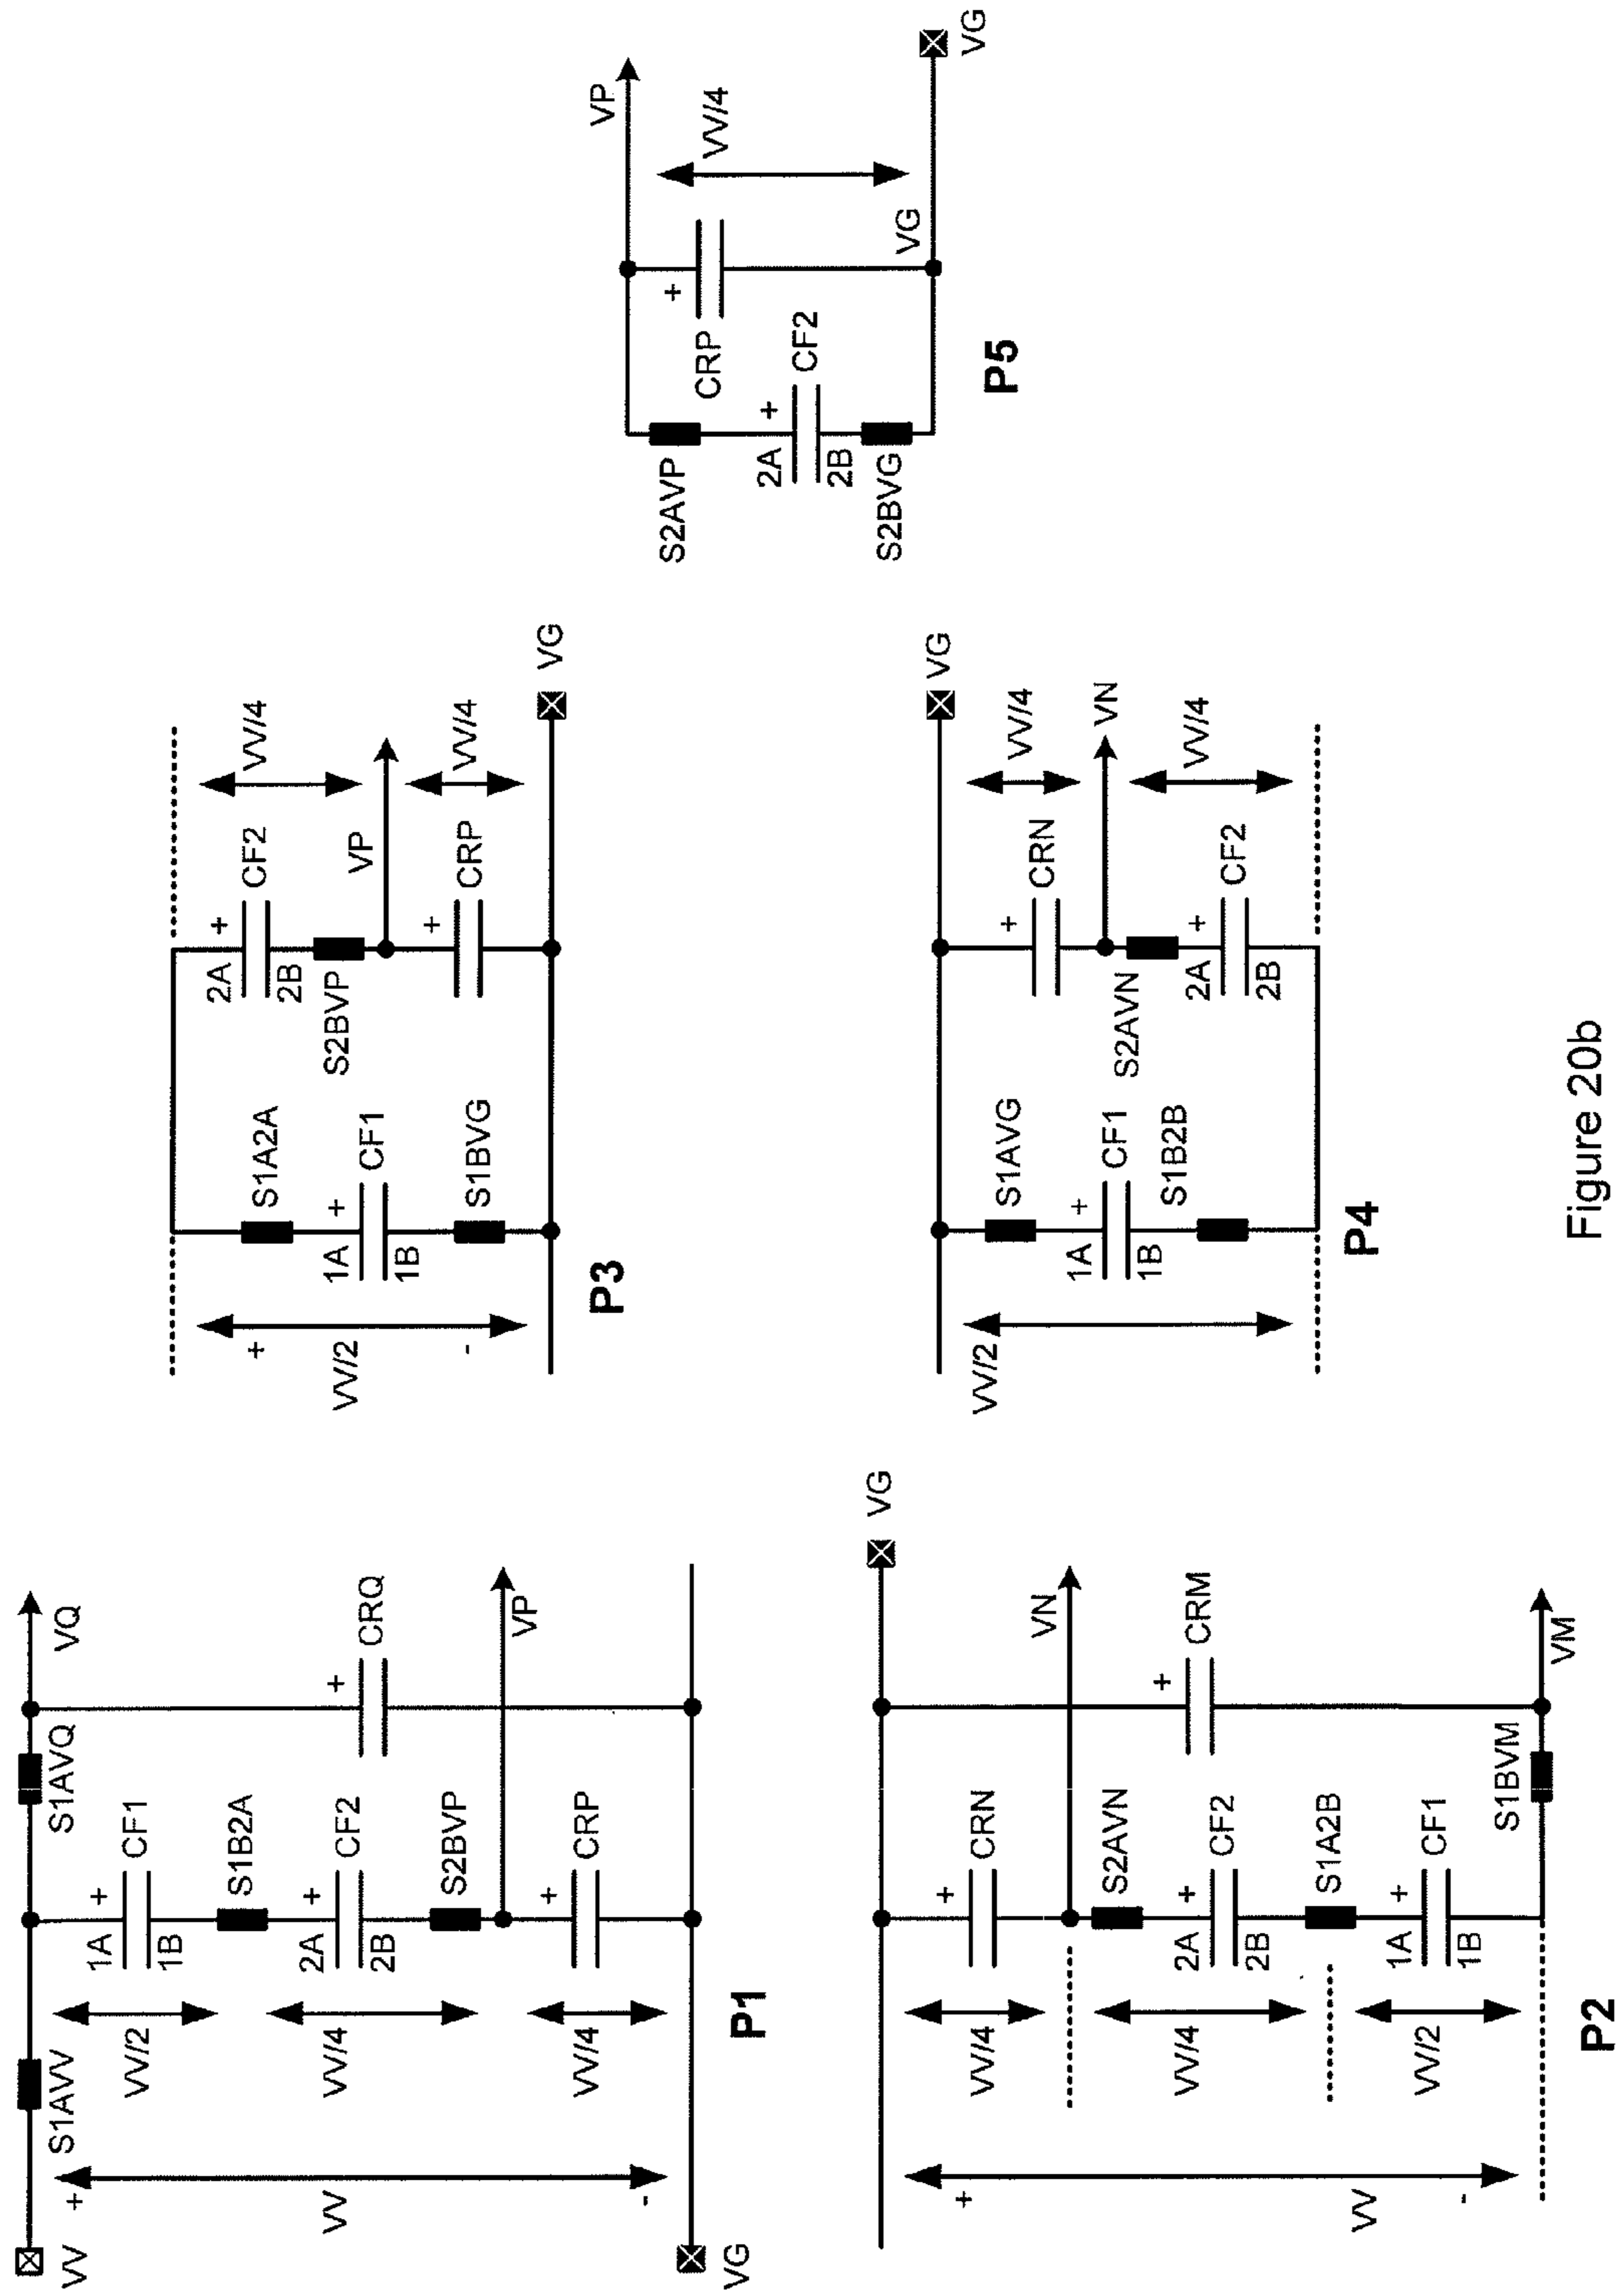 VV
+
VV
-
VG
S1AVV
VV/2
VV/4
VV/4
1A
+
CF1
1B
S1B2A
2A
+
CF2
2B
S2BVP
+
CRP
S1AVQ
VQ
+
CRQ
VP
P1
+
VV
-
VV/4
VV/4
VV/2
+
CRN
S2AVN
2A
+
CF2
2B
S1A2B
1A
+
CF1
1B
+
CRM
S1BVM
VN
VM
VG
P2
+
VV/2
-
S1A2A
1A
+
CF1
1B
S1BVG
2A
+
CF2
2B
S2BVP
VP
+
CRP
VV/4
VV/4
VG
P3
VV/2
S1AVG
1A
+
CF1
1B
S1B2B
+
CRN
S2AVN
2A
+
CF2
2B
VV/4
VN
VV/4
VG
P4
S2AVP
2A
+
CF2
2B
S2BVG
+
CRP
VP
VV/4
VG
VG
P5
Figure 20b